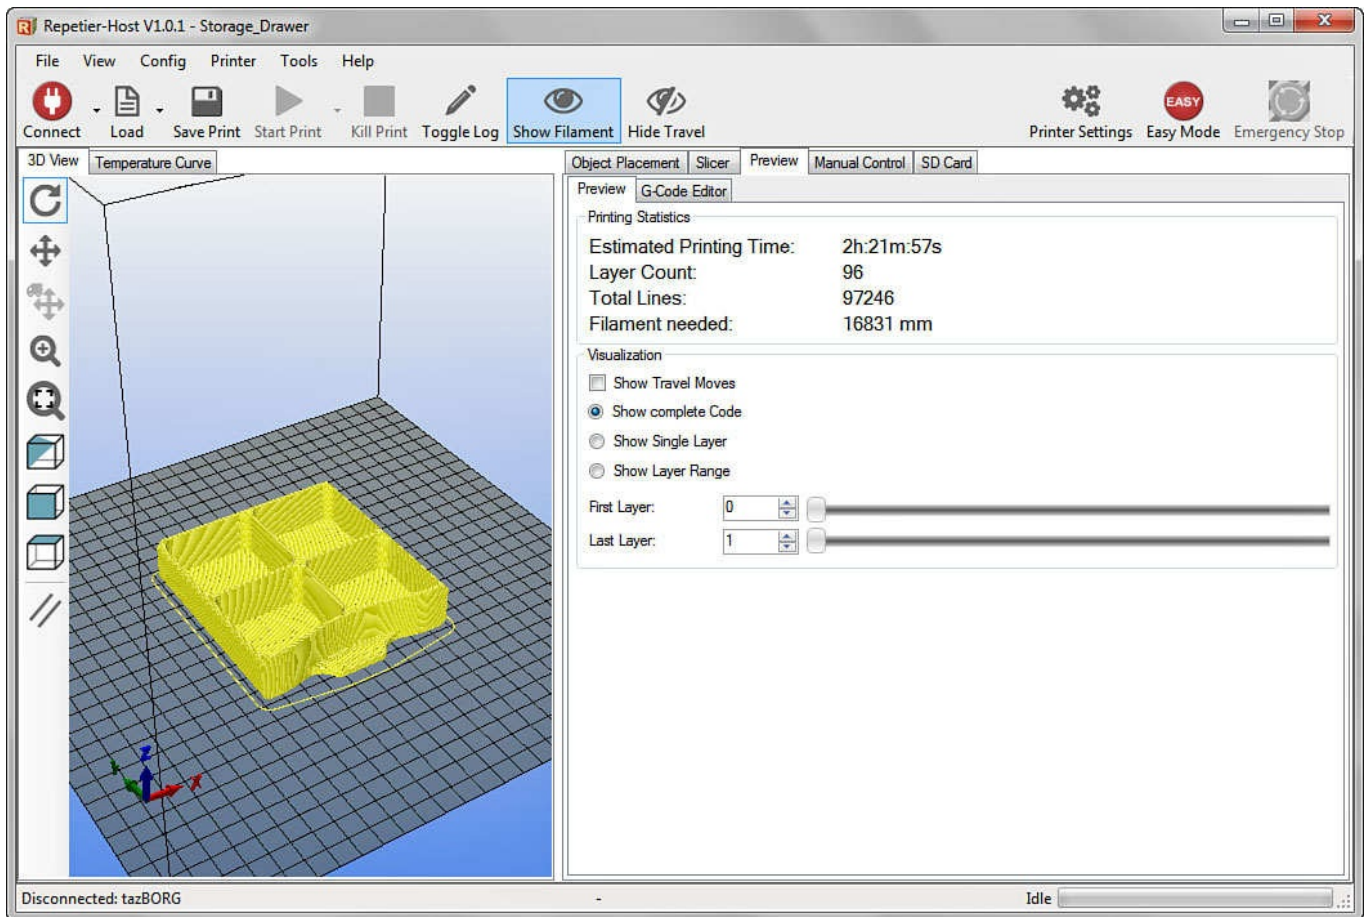 Repetier-Host V1.0.1 - Storage_Drawer
File View Config Printer Tools Help
Connect Load Save Print Start Print Kill Print Toggle Log Show Filament Hide Travel Printer Settings EASY Easy Mode Emergency Stop
3D View Temperature Curve Object Placement Slicer Preview Manual Control SD Card
Preview G-Code Editor
Printing Statistics
Estimated Printing Time: 2h:21m:57s
Layer Count: 96
Total Lines: 97246
Filament needed: 16831 mm
Visualization
Show Travel Moves
Show complete Code
Show Single Layer
Show Layer Range
First Layer: 0
Last Layer: 1
Z
Y X
Disconnected: tazBORG - Idle